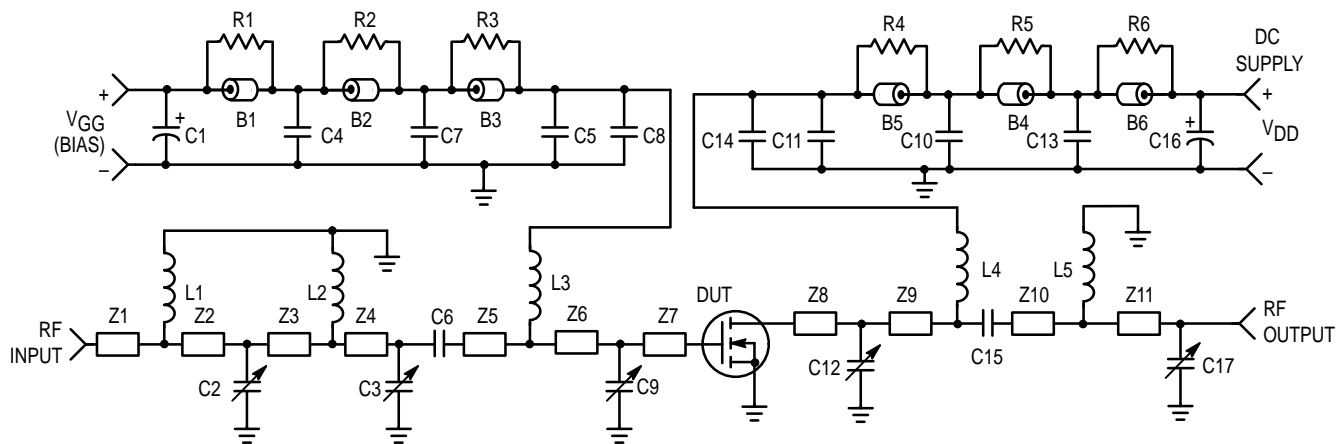 R1 R2 R3 R4 R5 R6 DC
SUPPLY
+ + +
VGG
(BIAS)
C1 B1 C4 B2 C7 B3 C5 C8 C14 C11 B5 C10 B4 C13 B6 C16 + VDD
– –
L1 L2 L3 L4 L5
DUT
RF
INPUT
Z1 Z2 Z3 Z4 C6 Z5 Z6 Z7 Z8 Z9 Z10 Z11 RF
OUTPUT
C15
C2 C3 C9 C12 C17